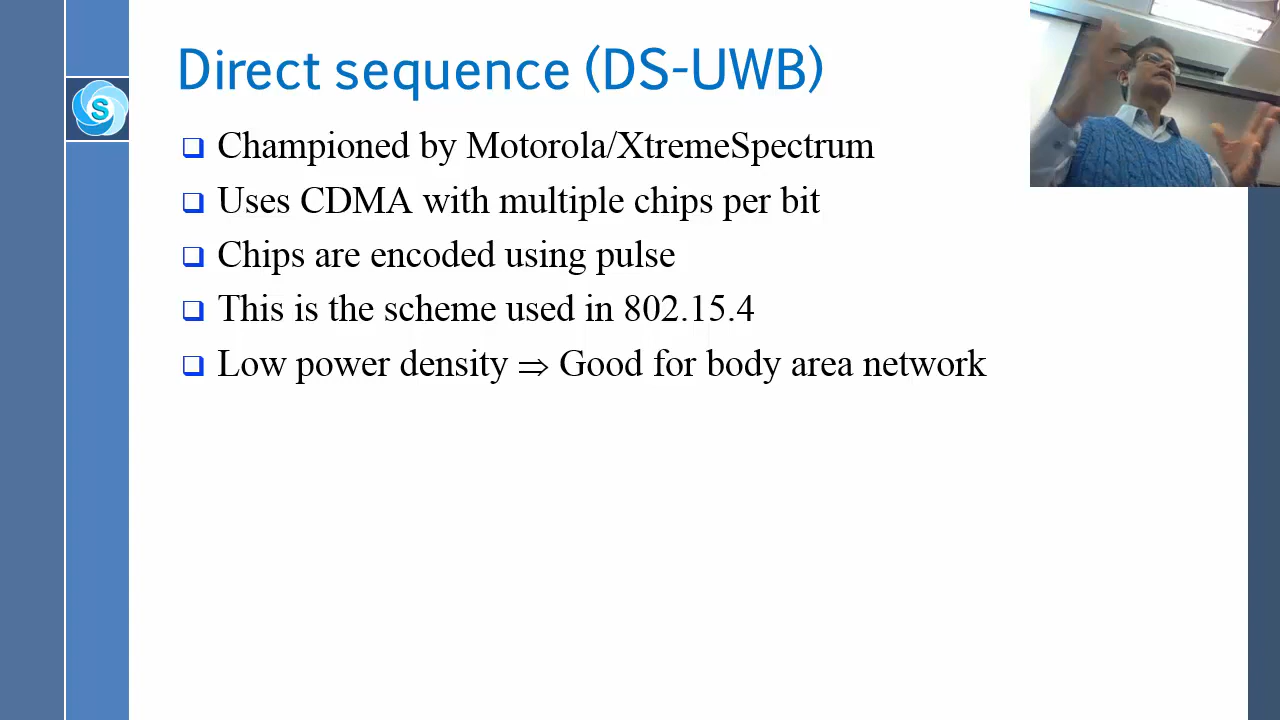 Direct sequence (DS-UWB)
S
Championed by Motorola/XtremeSpectrum
Uses CDMA with multiple chips per bit
Chips are encoded using pulse
This is the scheme used in 802.15.4
Low power density ⇒ Good for body area network